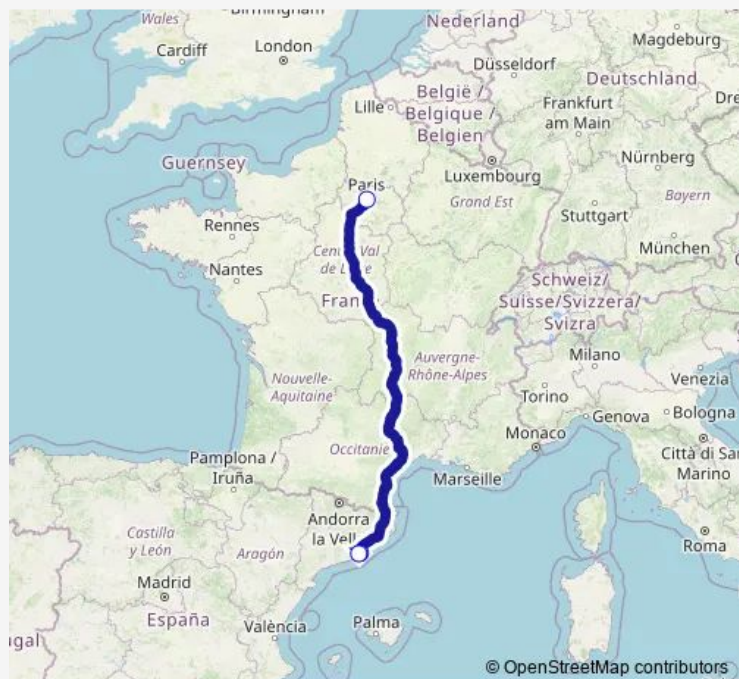 Birmingham
Wales
Cardiff
London
Nederland
Magdeburg
Düsseldorf
Deutschland
België /
Belgique /
Belgien
Lille
Frankfurt
am Main
Guernsey
Luxembourg
Nürnberg
Paris
Grand Est
Bayern
Rennes
Stuttgart
München
Nantes
Schweiz/
Suisse/Svizzera/
Svizra
Milano
Auvergne-
Rhône-Alpes
Nouvelle-
Aquitaine
Venezia
Torino
Genova
Bologna
Monaco
Occitanie
Pamplona /
Iruña
Marseille
Marino
Andorra
Castilla
y León
Aragón
Roma
Madrid
España
València
Palma
© OpenStreetMap contributors